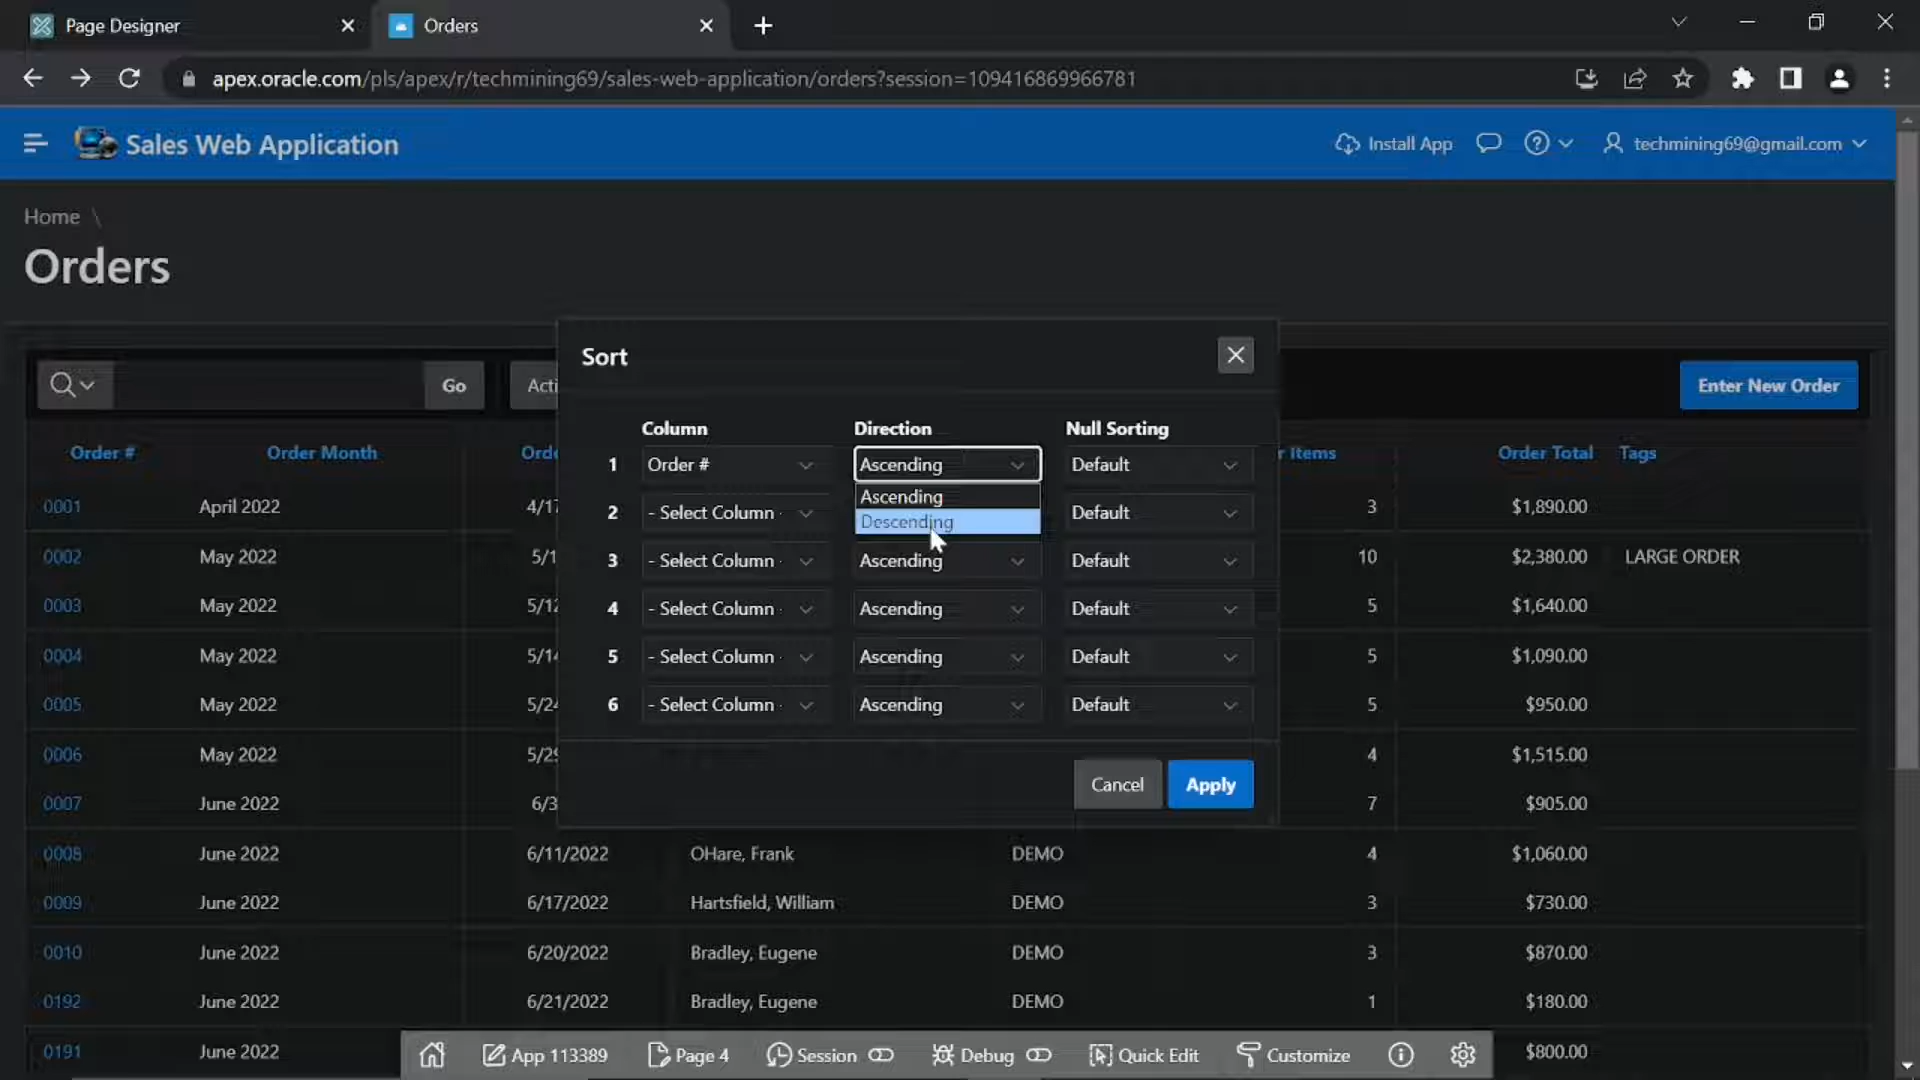 Page Designer
Orders
apex.oracle.com/pls/apex/r/techmining69/sales-web-application/orders?session=109416869966781
Sales Web Application
Install App
techmining69@gmail.com
Home \
Orders
Sort
Go
Acti
Enter New Order
Column Direction Null Sorting
1 Order # Ascending Default
Ascending
Descending
2 - Select Column Default
3 - Select Column Ascending Default
4 - Select Column Ascending Default
5 - Select Column Ascending Default
6 - Select Column Ascending Default
Cancel Apply
Order # Order Month Orde r Items Order Total Tags
0001 April 2022 4/17 3 $1,890.00
0002 May 2022 5/1 10 $2,380.00 LARGE ORDER
0003 May 2022 5/12 5 $1,640.00
0004 May 2022 5/14 5 $1,090.00
0005 May 2022 5/24 5 $950.00
0006 May 2022 5/29 4 $1,515.00
0007 June 2022 6/3 7 $905.00
0008 June 2022 6/11/2022 OHare, Frank DEMO 4 $1,060.00
0009 June 2022 6/17/2022 Hartsfield, William DEMO 3 $730.00
0010 June 2022 6/20/2022 Bradley, Eugene DEMO 3 $870.00
0192 June 2022 6/21/2022 Bradley, Eugene DEMO 1 $180.00
0191 June 2022 $800.00
App 113389 Page 4 Session Debug Quick Edit Customize